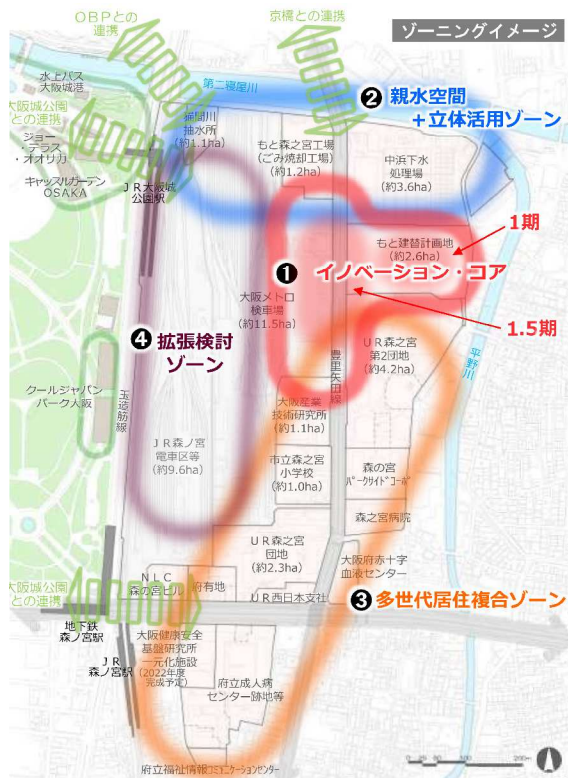 ゾーニングイメージ
OBPとの
連携
京橋との連携
水上バス
大阪城港
第二寝屋川
大阪城公園
との連携
ジョー・
テラス
・オオサカ
キャッスルガーデン
OSAKA
JR大阪城
公園駅
猫間川
抽水所
(約1.1ha)
もと森之宮工場
(ごみ焼却工場)
(約1.2ha)
❷ 親水空間
+立体活用ゾーン
中浜下水
処理場
(約3.6ha)
1期
もと建替計画地
(約2.6ha)
❶ イノベーション・コア
1.5期
大阪メトロ
検車場
(約11.5ha)
❹ 拡張検討
ゾーン
豊里矢田線
UR森之宮
第2団地
(約4.2ha)
平野川
クールジャパン
パーク大阪
玉造筋線
大阪産業
技術研究所
(約1.1ha)
JR森ノ宮
電車区等
(約9.6ha)
市立森之宮
小学校
(約1.0ha)
森の宮
パークサイドコーポ
森之宮病院
UR森之宮
団地
(約2.3ha)
大阪府赤十字
血液センター
大阪城公園
との連携
NLC
森の宮ビル
府有地
UR西日本支社
❸ 多世代居住複合ゾーン
地下鉄
森ノ宮駅
JR
森ノ宮駅
大阪健康安全
基盤研究所
一元化施設
(2022年度
完成予定)
府立成人病
センター跡地等
府立福祉情報コミュニケーションセンター